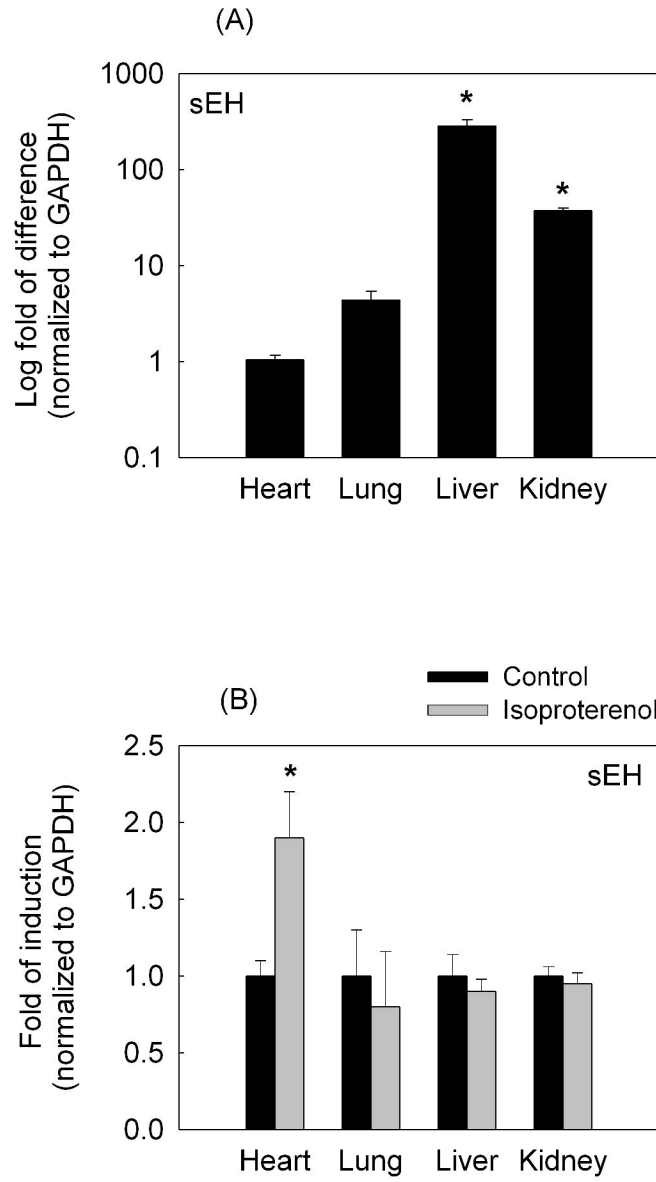 (A)
1000
100
10
1
0.1
Log fold of difference
(normalized to GAPDH)
sEH
*
*
Heart Lung Liver Kidney
Control
Isoproterenol
(B)
2.5
2.0
1.5
1.0
0.5
0.0
Fold of induction
(normalized to GAPDH)
*
sEH
Heart Lung Liver Kidney